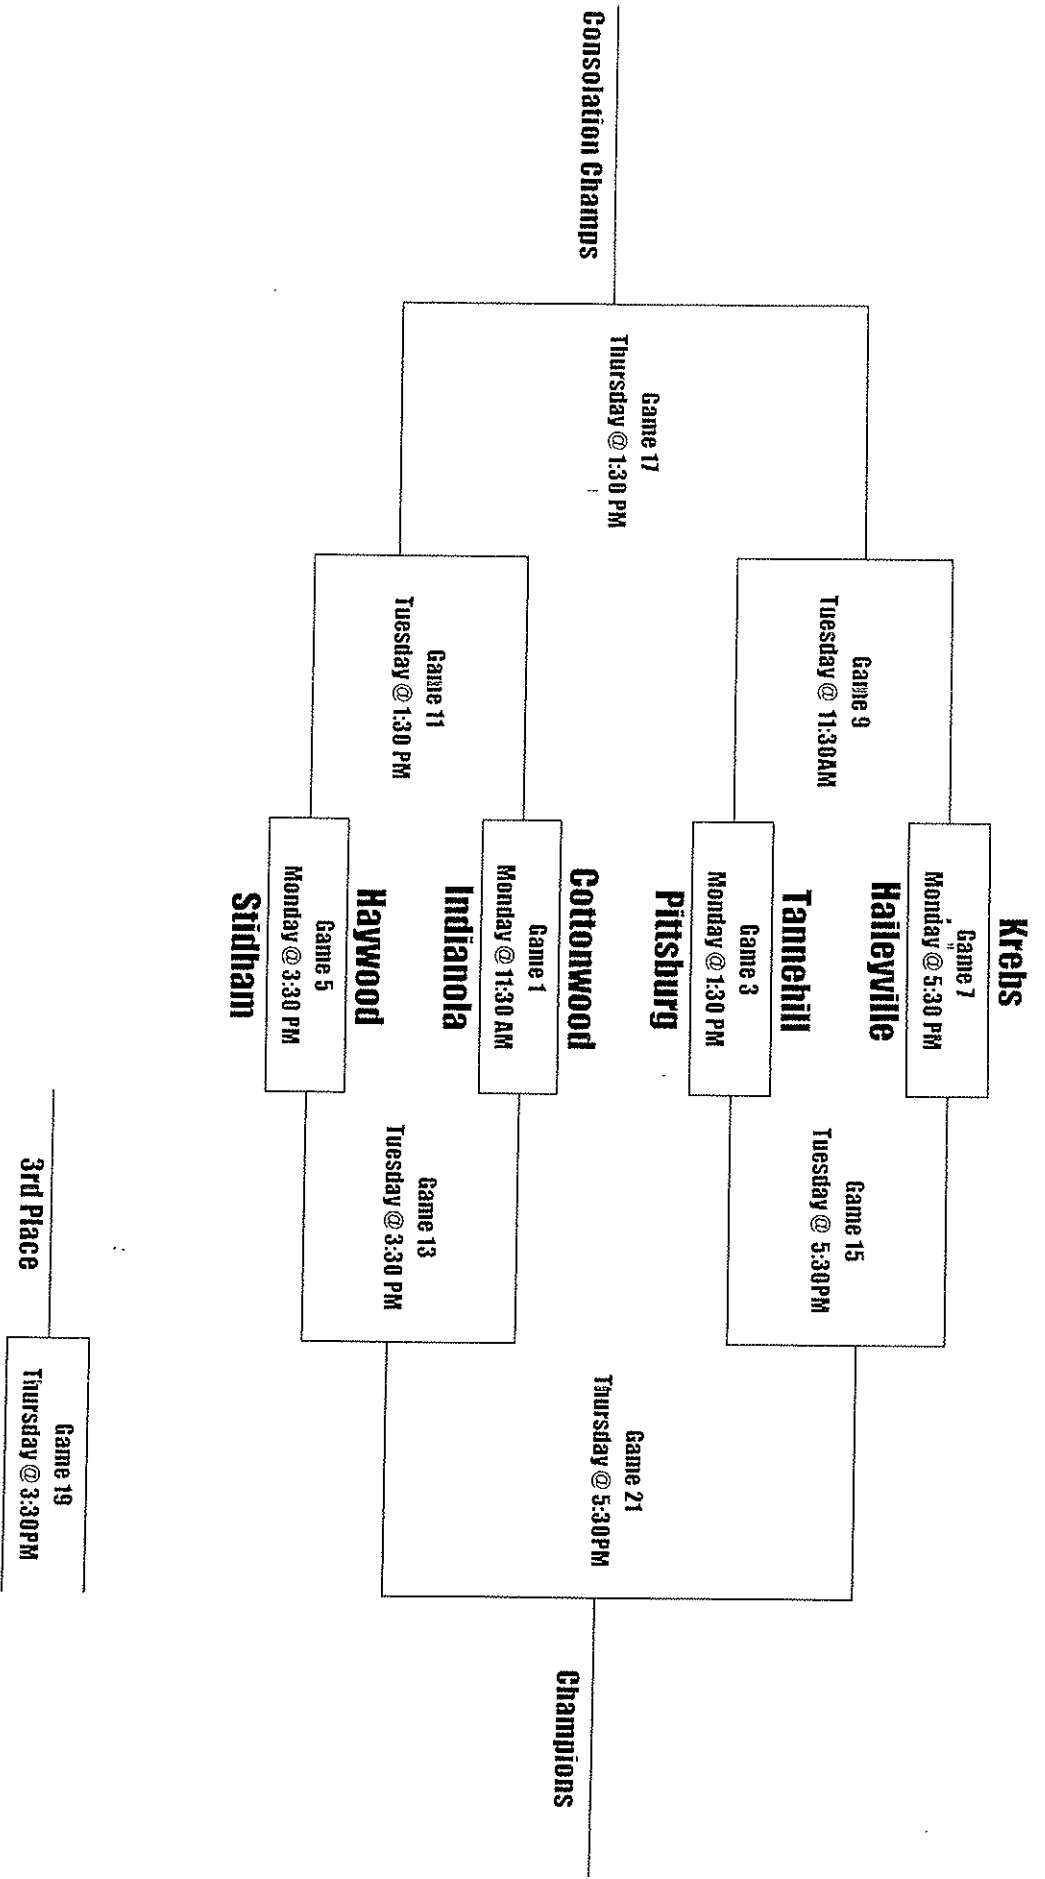 Krebs
Game 7
Monday @ 5:30 PM
Haileyville
Game 9
Tuesday @ 11:30AM
Game 15
Tuesday @ 5:30PM
Tannehill
Game 3
Monday @ 1:30 PM
Pittsburg
Game 17
Thursday @ 1:30 PM
Consolation Champs
Game 21
Thursday @ 5:30PM
Champions
Cottonwood
Game 1
Monday @ 11:30 AM
Indianola
Game 11
Tuesday @ 1:30 PM
Game 13
Tuesday @ 3:30 PM
Haywood
Game 5
Monday @ 3:30 PM
Stidham
Game 19
Thursday @ 3:30PM
3rd Place